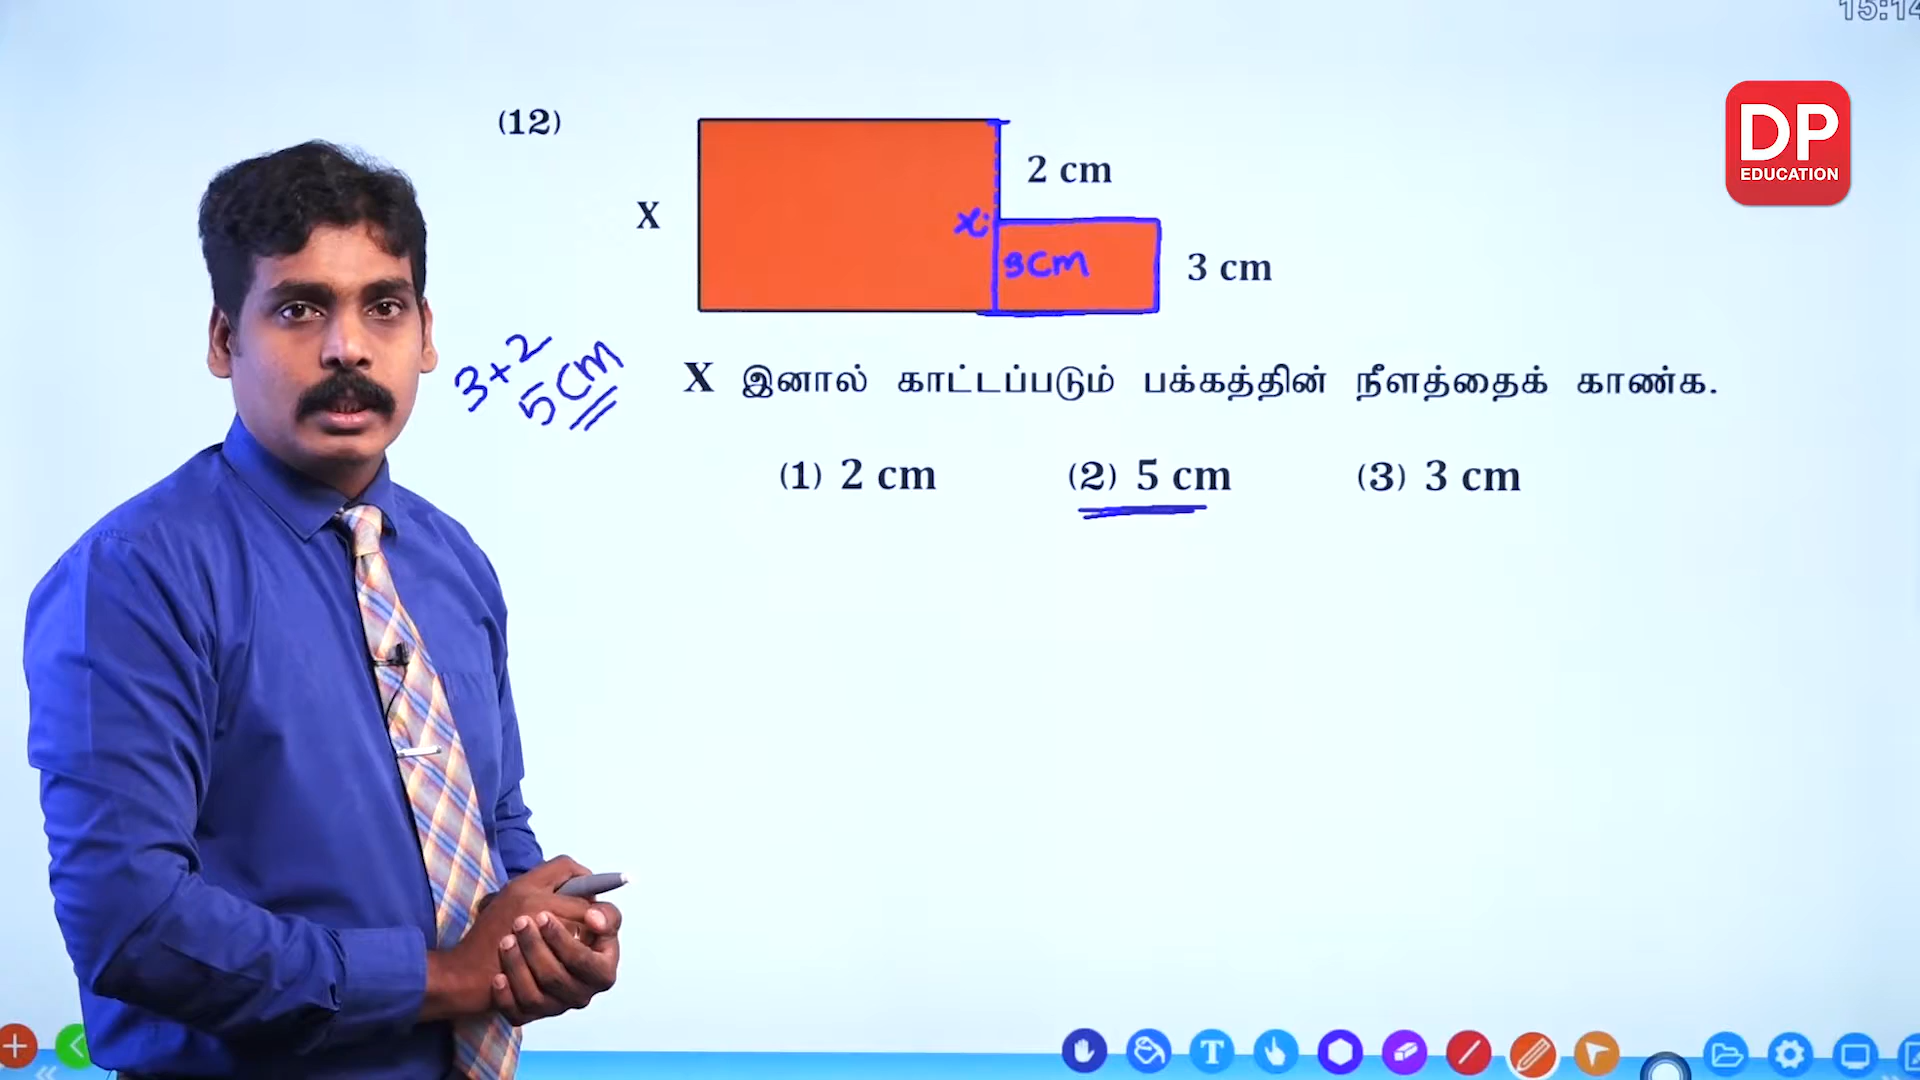 15:14
DP
EDUCATION
(12)
2 cm
X
x
3cm
3 cm
3+2
5cm
X இனால் காட்டப்படும் பக்கத்தின் நீளத்தைக் காண்க.
(1) 2 cm (2) 5 cm (3) 3 cm
T